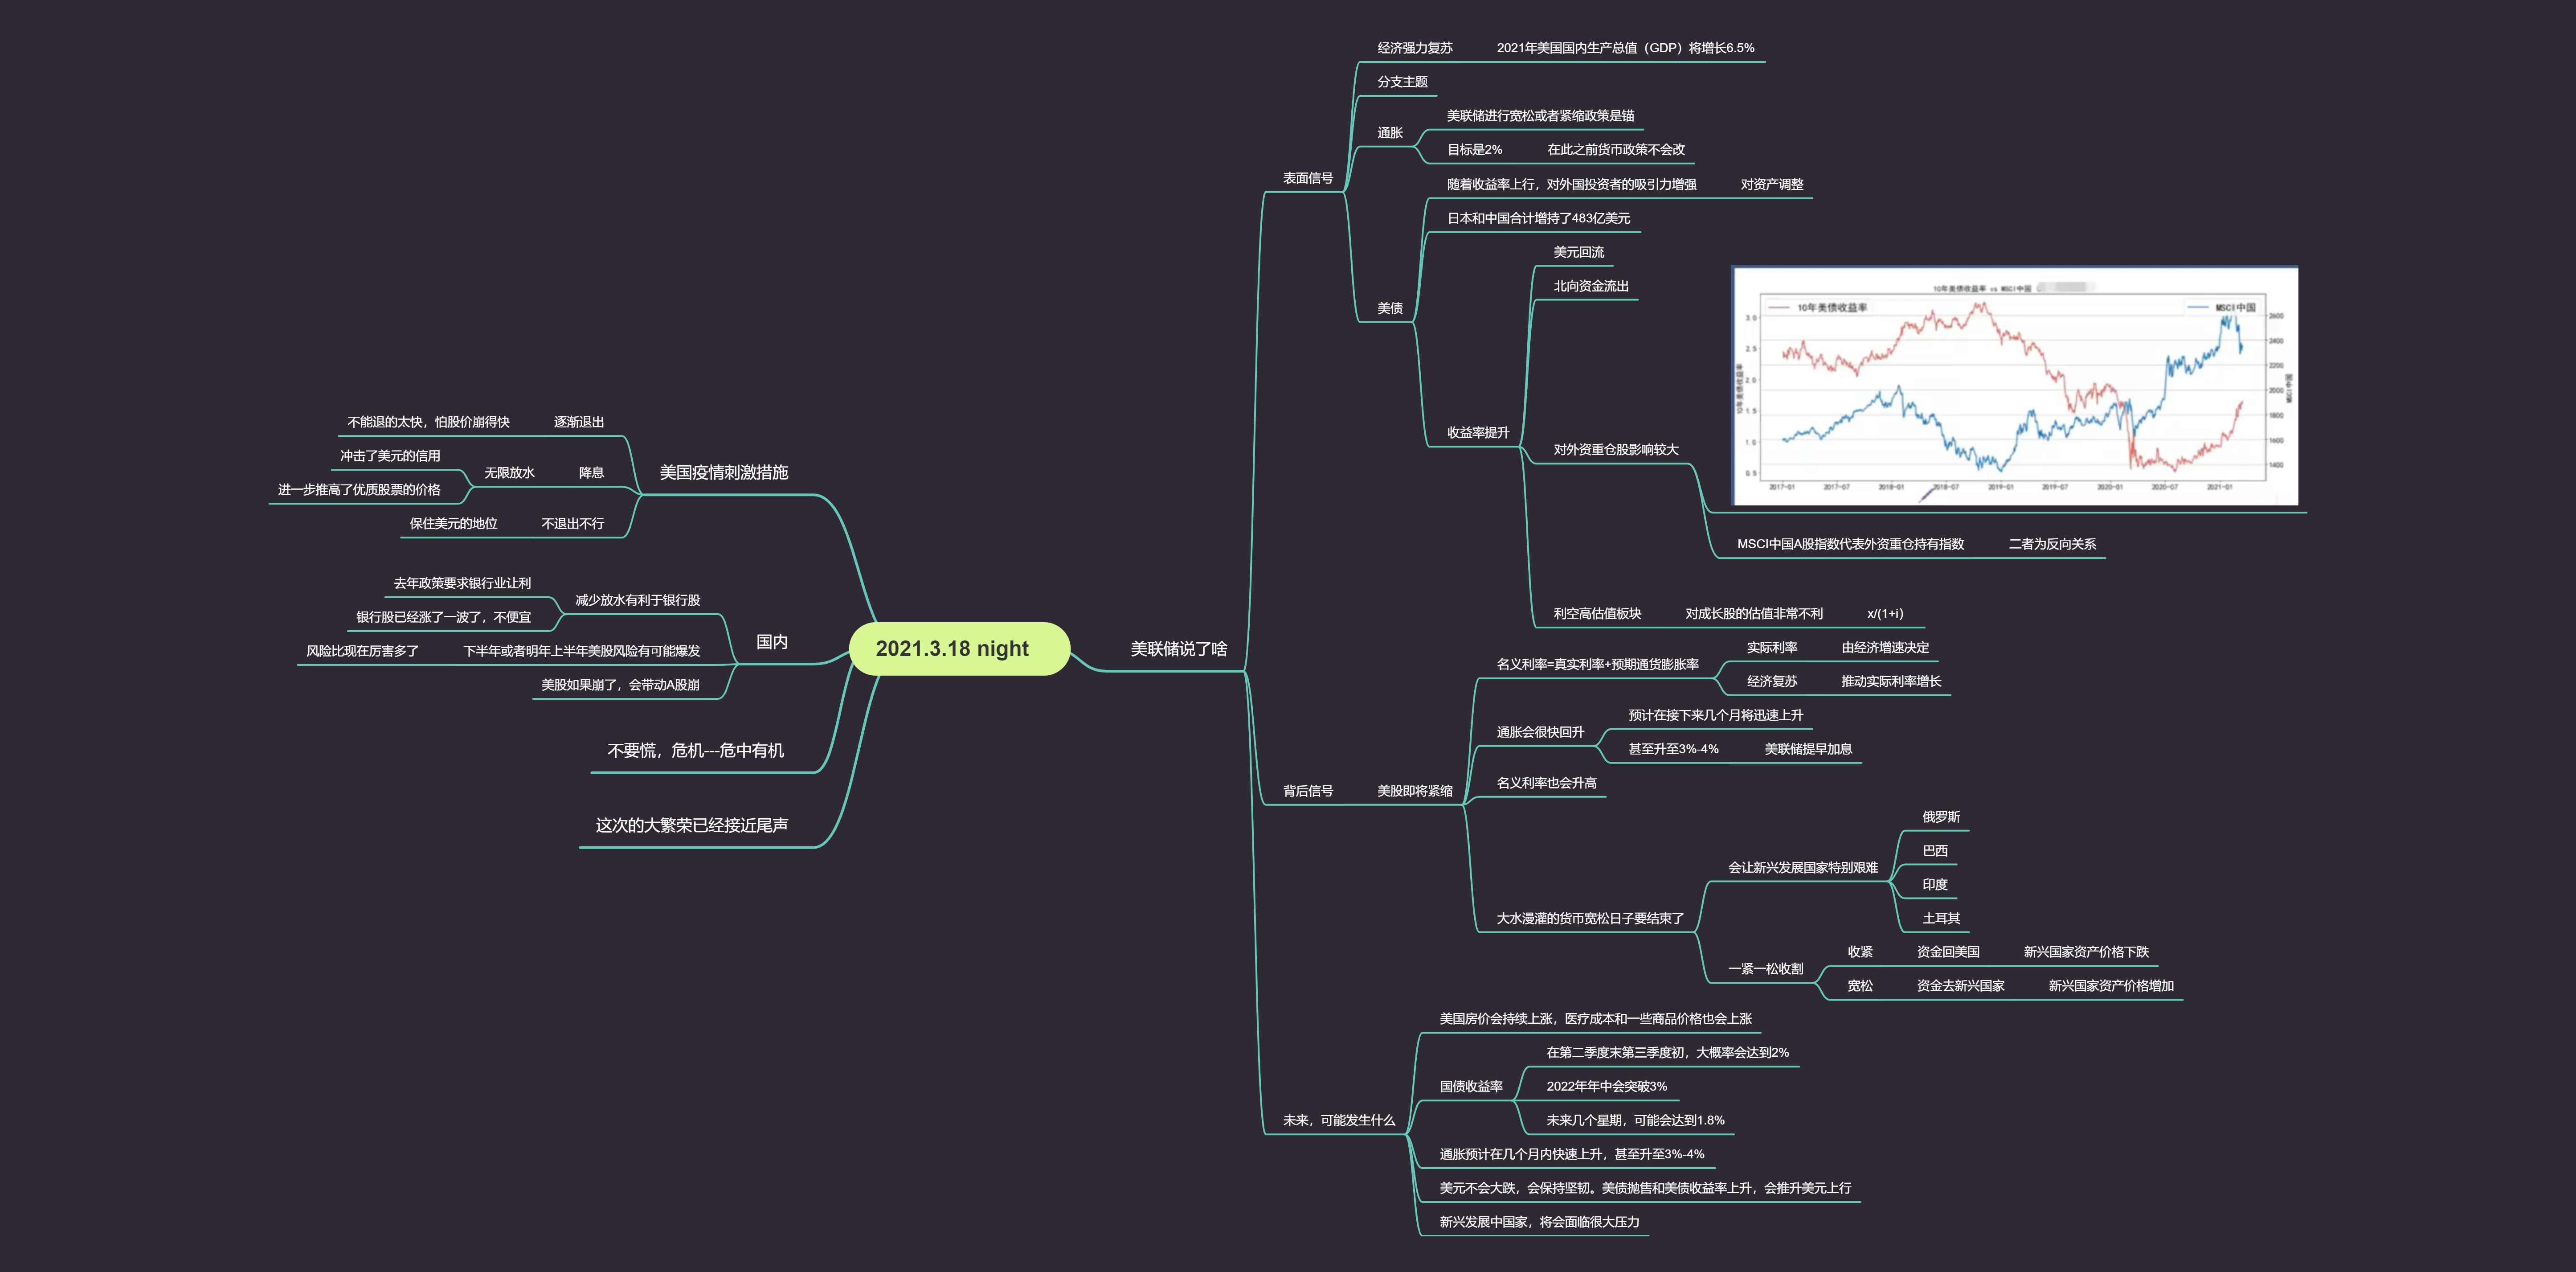 2021.3.18 night
美联储说了啥
表面信号
经济强力复苏
2021年美国国内生产总值（GDP）将增长6.5%
分支主题
通胀
美联储进行宽松或者紧缩政策是锚
目标是2%
在此之前货币政策不会改
美债
随着收益率上行，对外国投资者的吸引力增强
对资产调整
日本和中国合计增持了483亿美元
收益率提升
美元回流
北向资金流出
对外资重仓股影响较大
10年美债收益率 vs MSCI中国
10年美债收益率
MSCI中国
3.0
2.5
2.0
1.5
1.0
0.5
10年美债收益率
2600
2400
2200
2000
1800
1600
1400
MSCI中国
2017-01
2017-07
2018-01
2018-07
2019-01
2019-07
2020-01
2020-07
2021-01
MSCI中国A股指数代表外资重仓持有指数
二者为反向关系
利空高估值板块
对成长股的估值非常不利
x/(1+i)
背后信号
美股即将紧缩
名义利率=真实利率+预期通货膨胀率
实际利率
由经济增速决定
经济复苏
推动实际利率增长
通胀会很快回升
预计在接下来几个月将迅速上升
甚至升至3%-4%
美联储提早加息
名义利率也会升高
大水漫灌的货币宽松日子要结束了
会让新兴发展国家特别艰难
俄罗斯
巴西
印度
土耳其
一紧一松收割
收紧
资金回美国
新兴国家资产价格下跌
宽松
资金去新兴国家
新兴国家资产价格增加
未来，可能发生什么
美国房价会持续上涨，医疗成本和一些商品价格也会上涨
国债收益率
在第二季度末第三季度初，大概率会达到2%
2022年年中会突破3%
未来几个星期，可能会达到1.8%
通胀预计在几个月内快速上升，甚至升至3%-4%
美元不会大跌，会保持坚韧。美债抛售和美债收益率上升，会推升美元上行
新兴发展中国家，将会面临很大压力
美国疫情刺激措施
逐渐退出
不能退的太快，怕股价崩得快
降息
无限放水
冲击了美元的信用
进一步推高了优质股票的价格
不退出不行
保住美元的地位
国内
减少放水有利于银行股
去年政策要求银行业让利
银行股已经涨了一波了，不便宜
下半年或者明年上半年美股风险有可能爆发
风险比现在厉害多了
美股如果崩了，会带动A股崩
不要慌，危机---危中有机
这次的大繁荣已经接近尾声